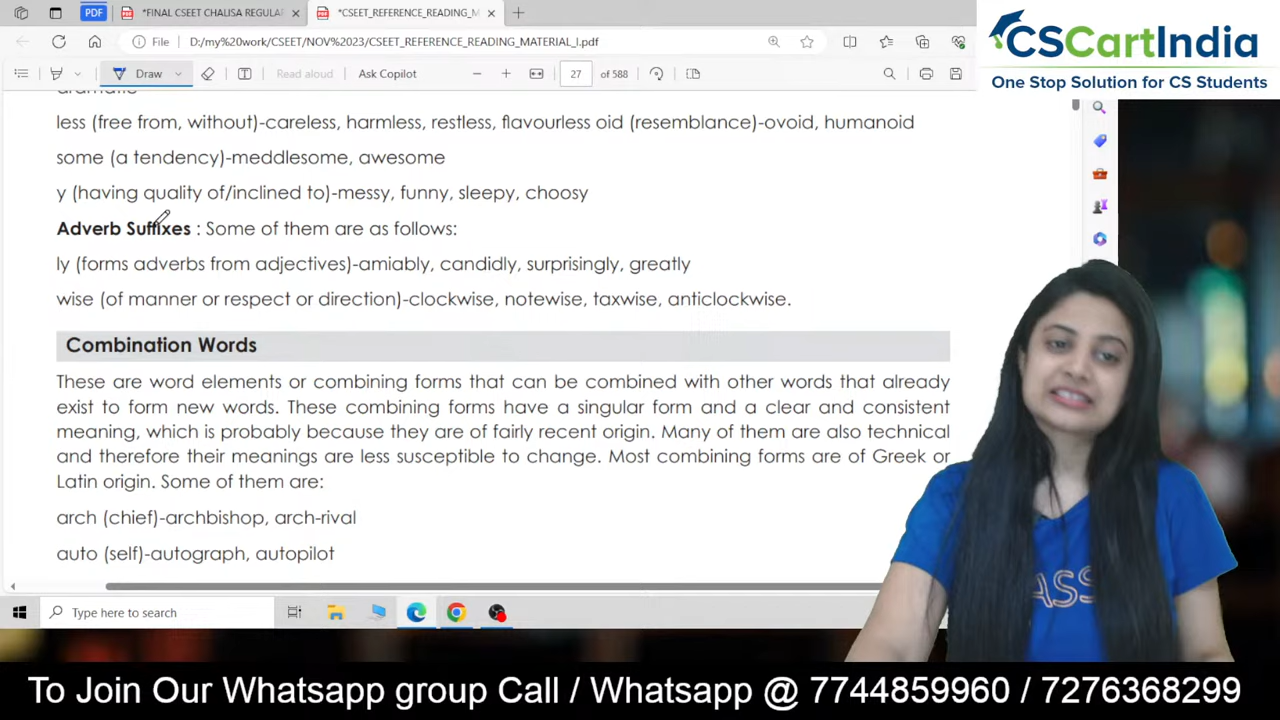 PDF
*FINAL CSEET CHALISA REGULAR
*CSEET_REFERENCE_READING_M
File
D:/my%20work/CSEET/NOV%2023/CSEET_REFERENCE_READING_MATERIAL_I.pdf
CSCartIndia
One Stop Solution for CS Students
Draw
Read aloud
Ask Copilot
27
of 588
dramatic
less (free from, without)-careless, harmless, restless, flavourless oid (resemblance)-ovoid, humanoid
some (a tendency)-meddlesome, awesome
y (having quality of/inclined to)-messy, funny, sleepy, choosy
Adverb Suffixes : Some of them are as follows:
ly (forms adverbs from adjectives)-amiably, candidly, surprisingly, greatly
wise (of manner or respect or direction)-clockwise, notewise, taxwise, anticlockwise.
Combination Words
These are word elements or combining forms that can be combined with other words that already
exist to form new words. These combining forms have a singular form and a clear and consistent
meaning, which is probably because they are of fairly recent origin. Many of them are also technical
and therefore their meanings are less susceptible to change. Most combining forms are of Greek or
Latin origin. Some of them are:
arch (chief)-archbishop, arch-rival
auto (self)-autograph, autopilot
Type here to search
To Join Our Whatsapp group Call / Whatsapp @ 7744859960 / 7276368299